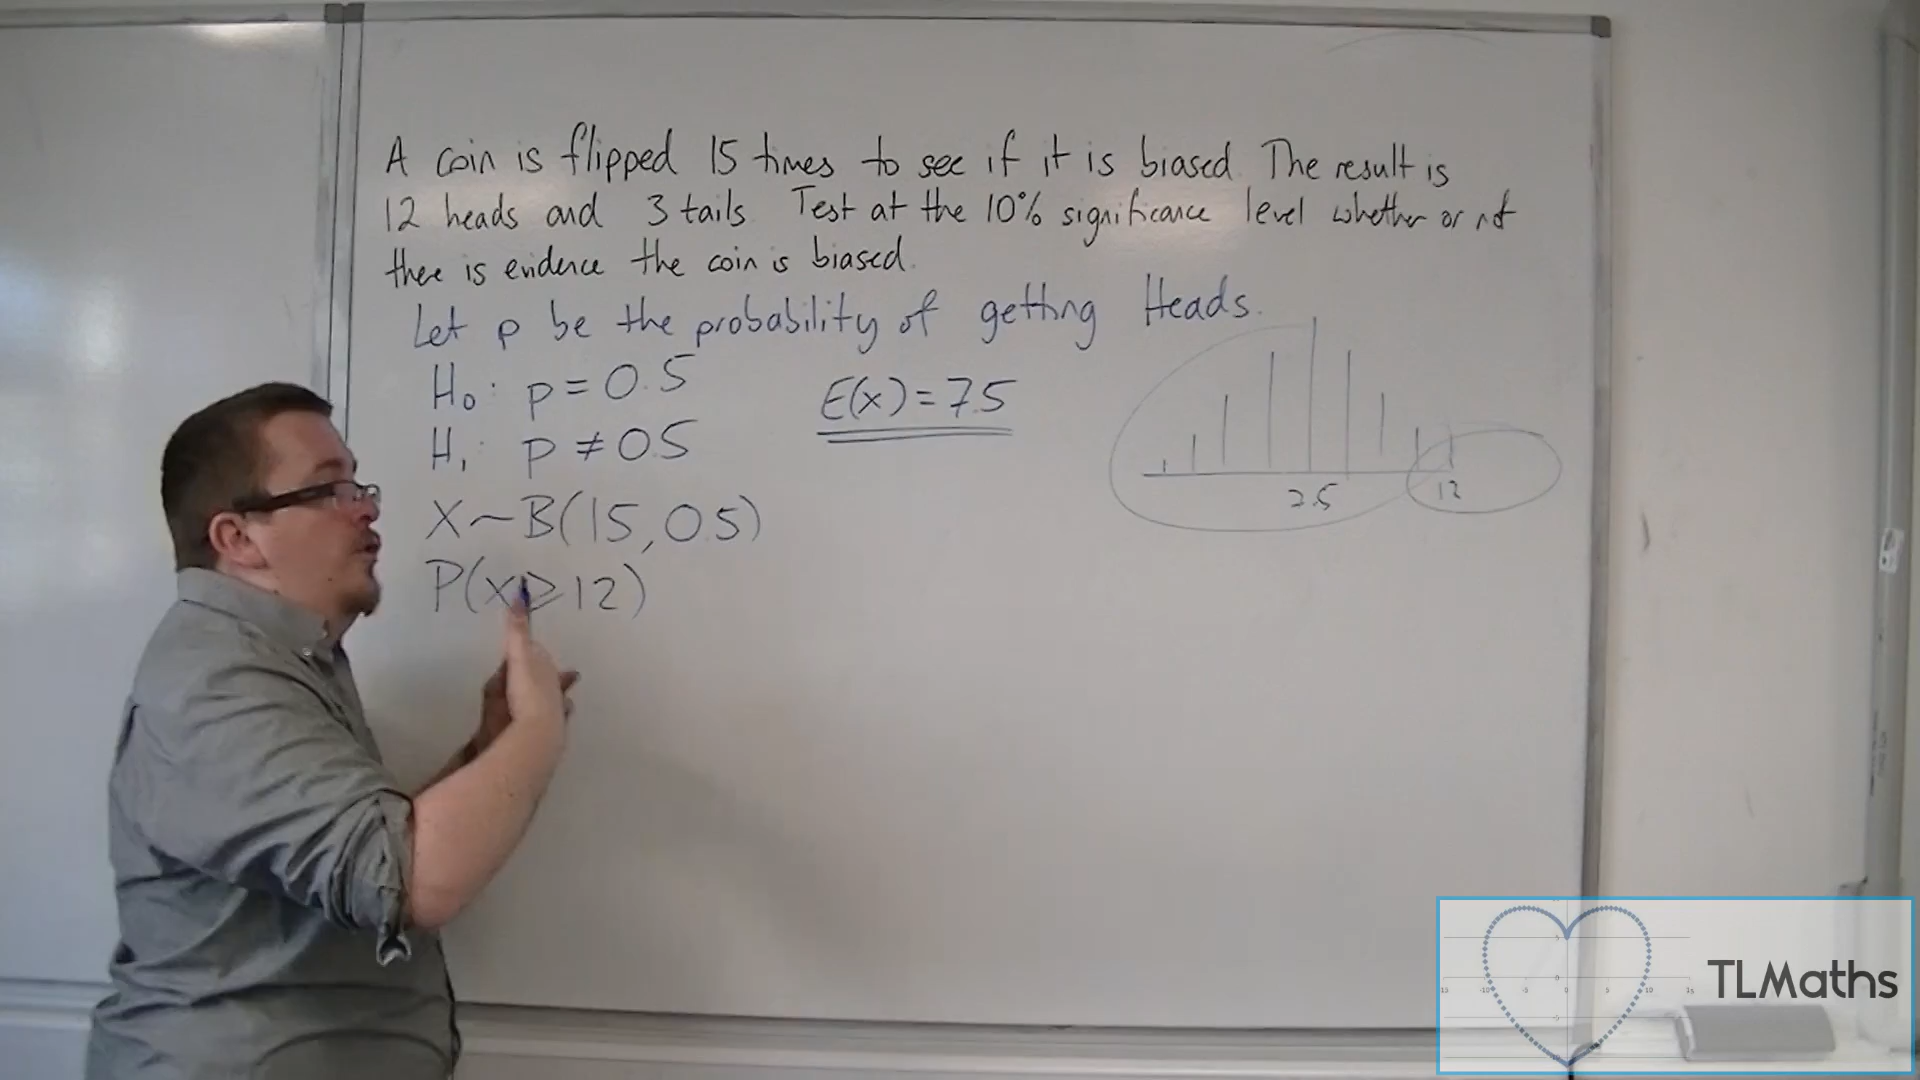 A coin is flipped 15 times to see if it is biased. The result is
12 heads and 3 tails. Test at the 10% significance level whether or not
there is evidence the coin is biased.
Let p be the probability of getting Heads.
H₀: p = 0.5
E(x) = 7.5
H₁: p ≠ 0.5
X ~ B(15, 0.5)
7.5 12
P(X ≥ 12)
TLMaths